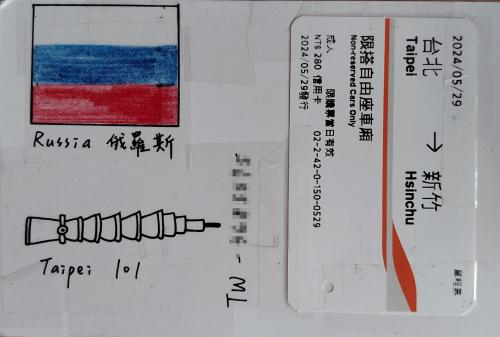 Russia 俄羅斯
Taipei 101
TW -
2024/05/29
台北 → 新竹
Taipei Hsinchu
限搭自由座車廂
Non-reserved Cars Only
限購票當日有效
成人
NT$ 280 信用卡 02-2-42-0-150-0529
2024/05/29發行